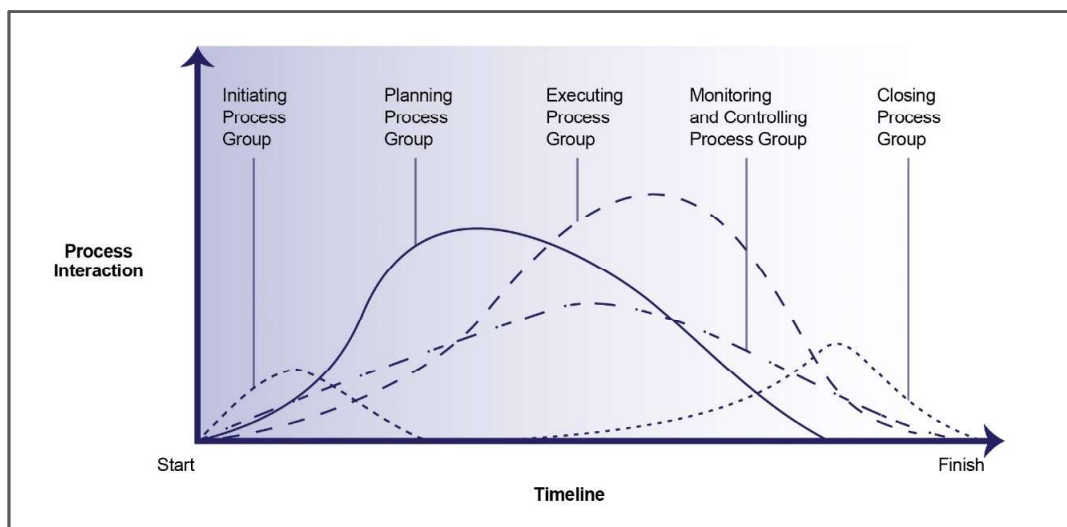 Initiating
Process
Group
Planning
Process
Group
Executing
Process
Group
Monitoring
and Controlling
Process Group
Closing
Process
Group
Process
Interaction
Start
Finish
Timeline